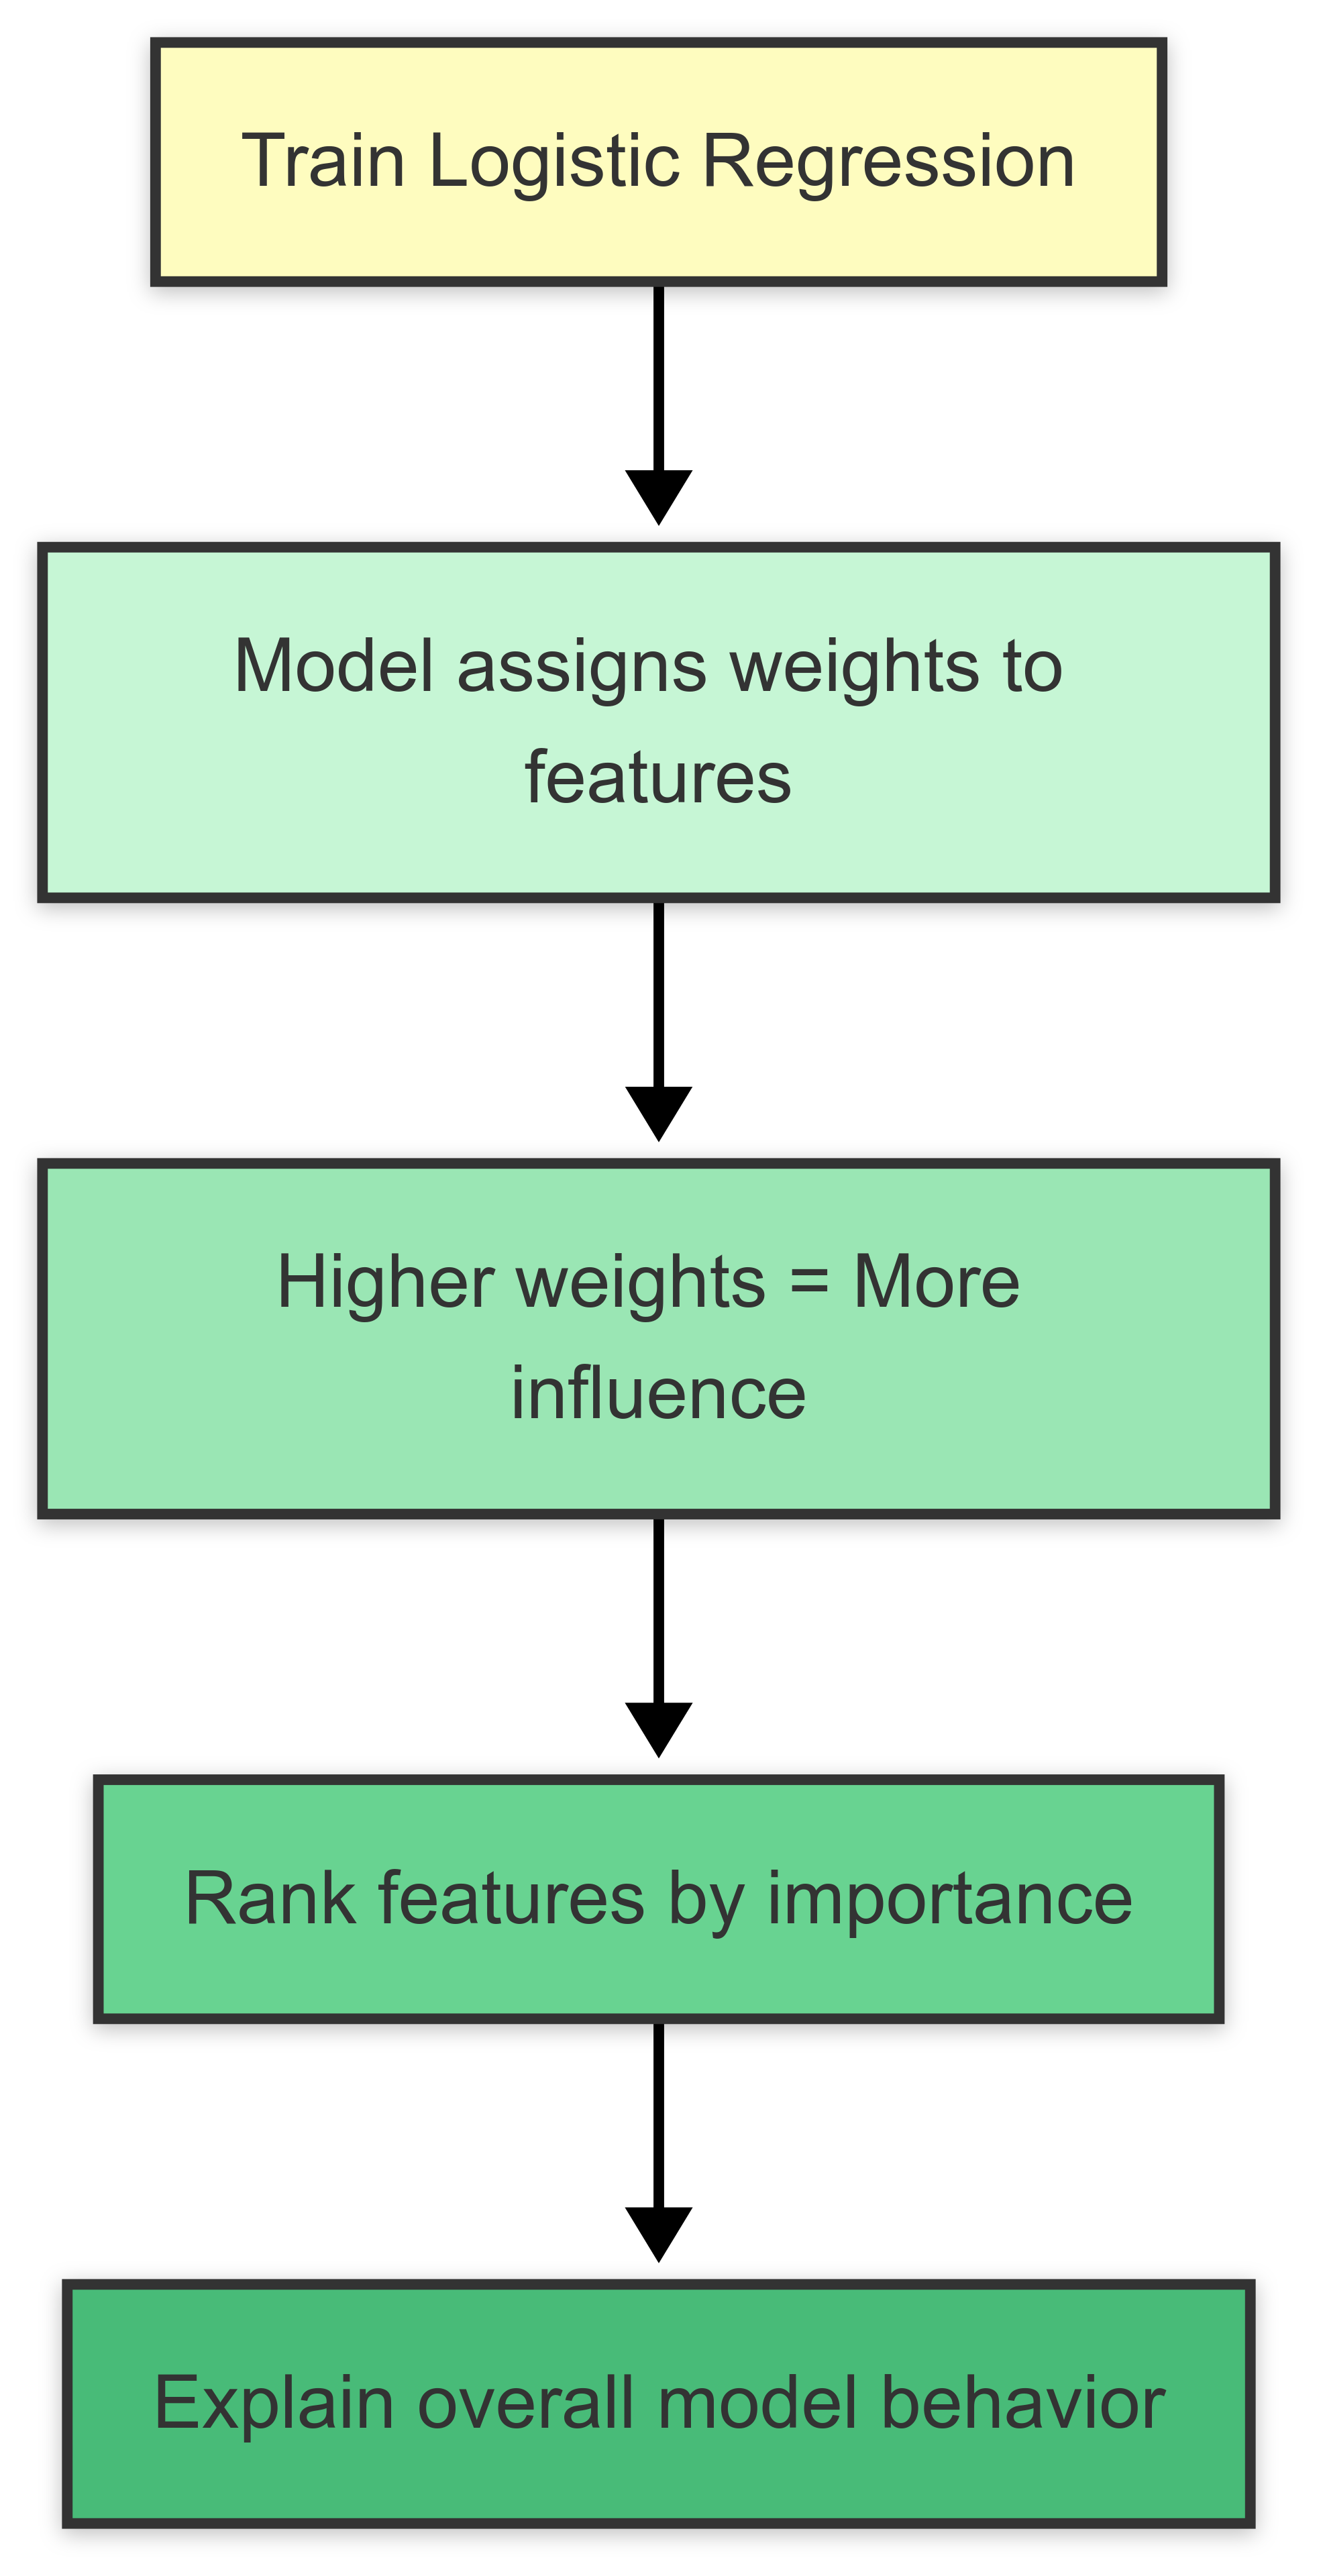 Train Logistic Regression
Model assigns weights to
features
Higher weights = More
influence
Rank features by importance
Explain overall model behavior